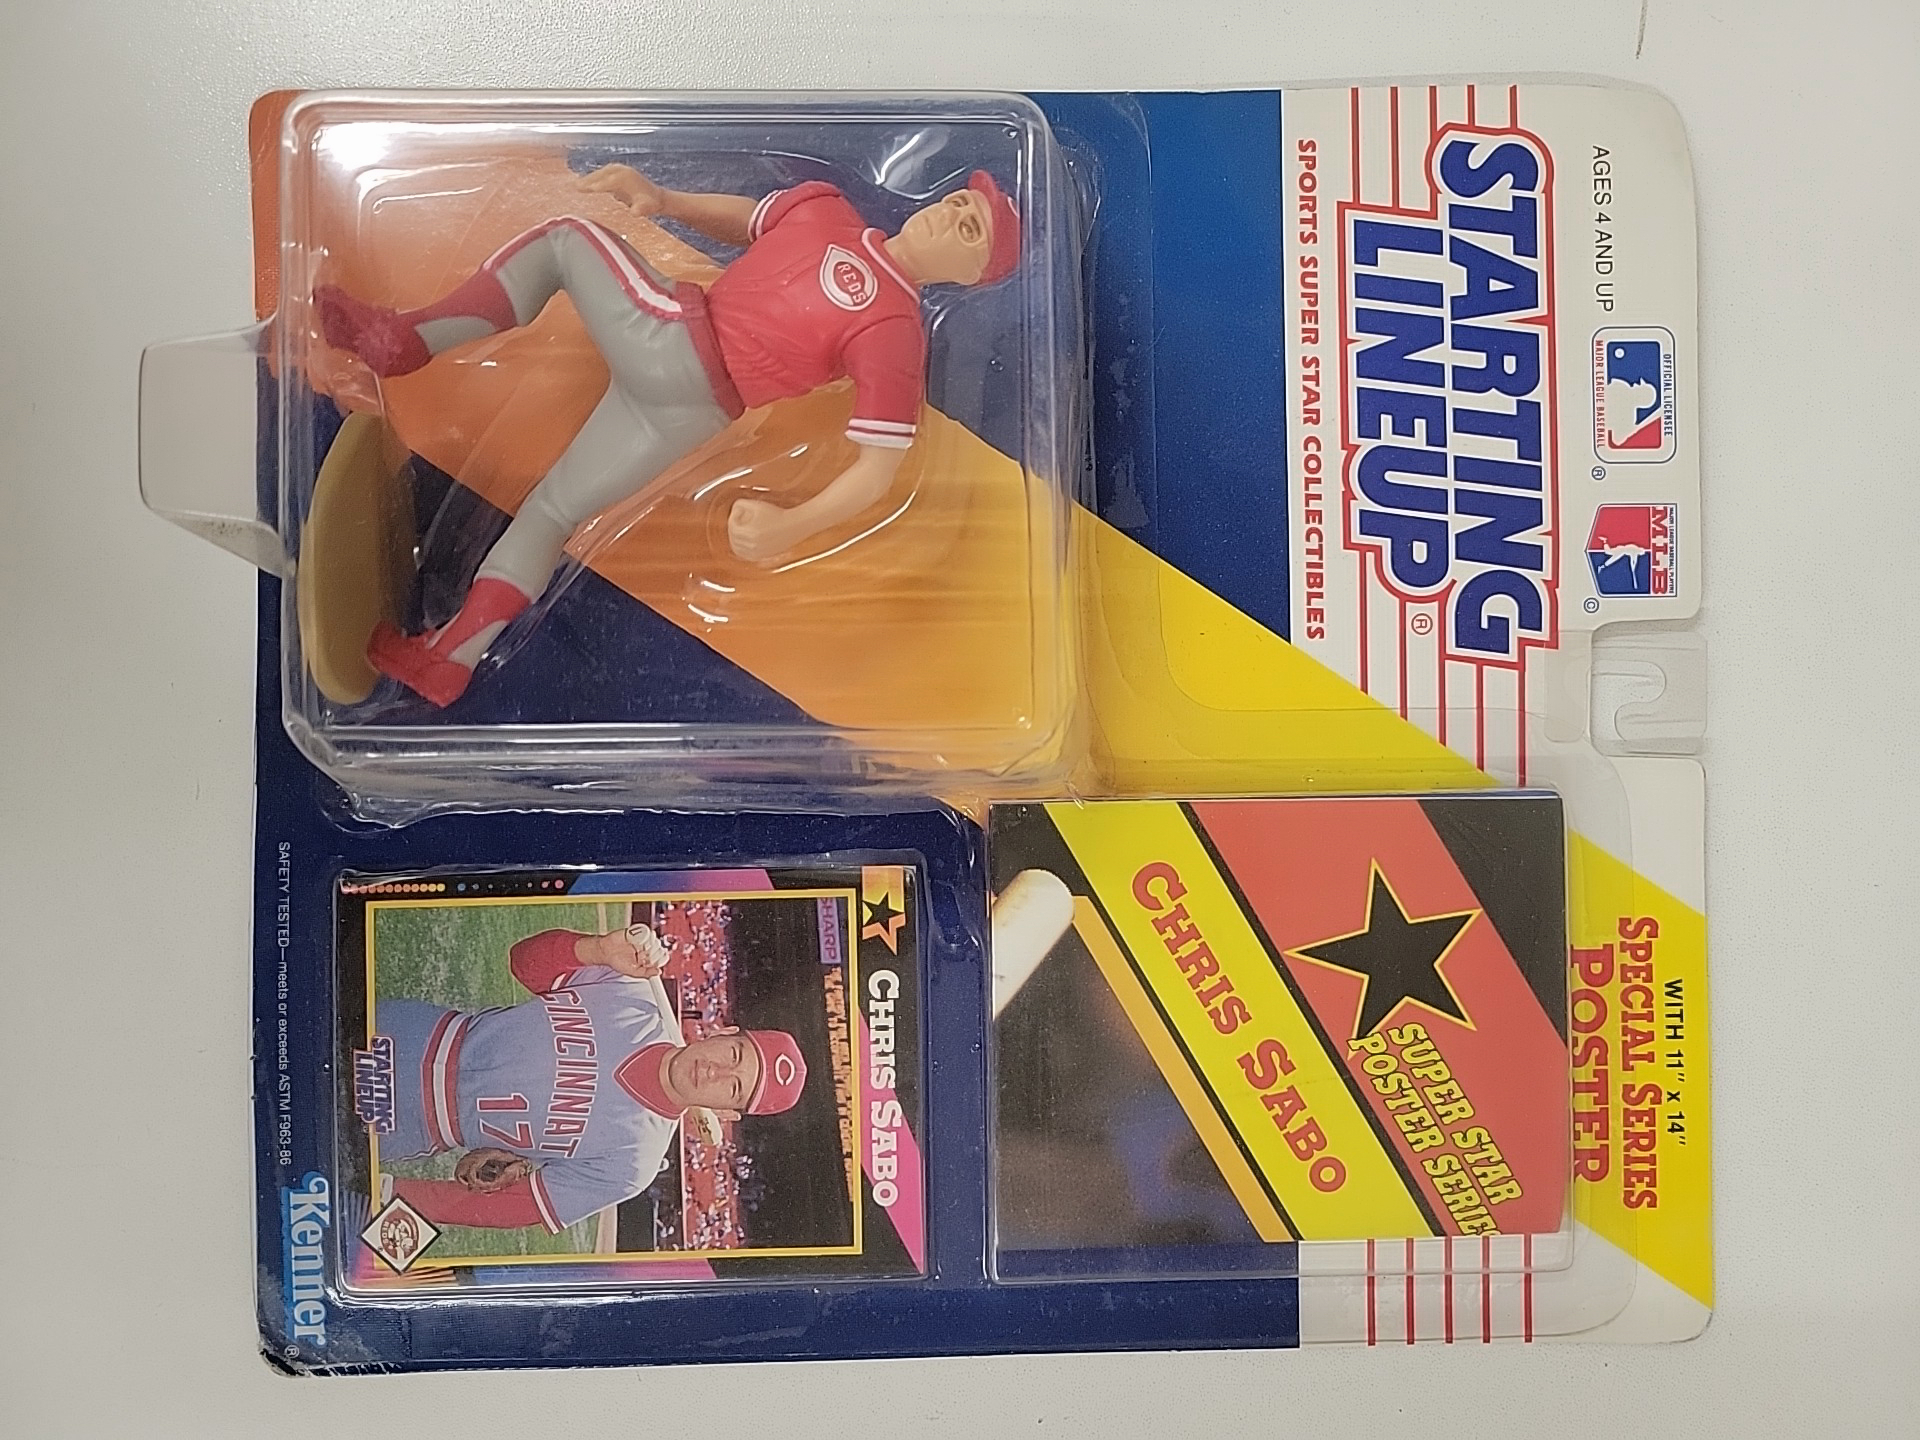 AGES 4 AND UP
OFFICIAL LICENSEE
MAJOR LEAGUE BASEBALL
®
MLB
©
STARTING
LINEUP®
SPORTS SUPER STAR COLLECTIBLES
WITH 11" x 14"
SPECIAL SERIES
POSTER
SUPER STAR
POSTER SERIES
CHRIS SABO
REDS
CHRIS SABO
SHARP
CINCINNATI
17
C
STARTING
LINEUP
REDS
SAFETY TESTED—meets or exceeds ASTM F963-86
Kenner®